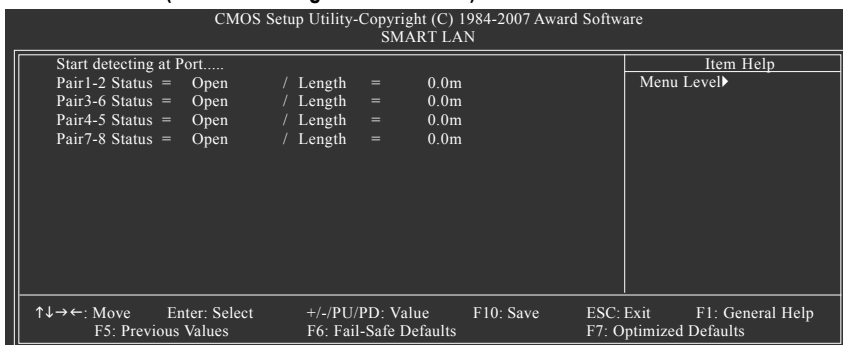 CMOS Setup Utility-Copyright (C) 1984-2007 Award Software
SMART LAN
Start detecting at Port.....
Pair1-2 Status = Open / Length = 0.0m
Pair3-6 Status = Open / Length = 0.0m
Pair4-5 Status = Open / Length = 0.0m
Pair7-8 Status = Open / Length = 0.0m
Item Help
Menu Level▶
↑↓→←: Move Enter: Select +/-/PU/PD: Value F10: Save ESC: Exit F1: General Help
F5: Previous Values F6: Fail-Safe Defaults F7: Optimized Defaults